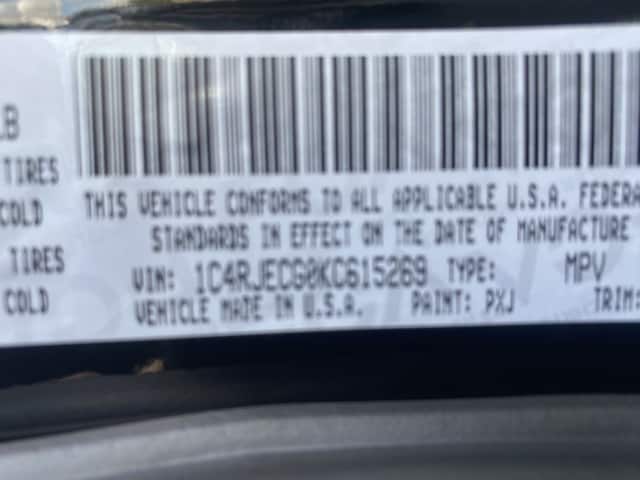 LB
TIRES
COLD
TIRES
COLD
THIS VEHICLE CONFORMS TO ALL APPLICABLE U.S.A. FEDERA
STANDARDS IN EFFECT ON THE DATE OF MANUFACTURE
VIN: 1C4RJECG0KC615269 TYPE: MPV
VEHICLE MADE IN U.S.A. PAINT: PXJ TRIM: